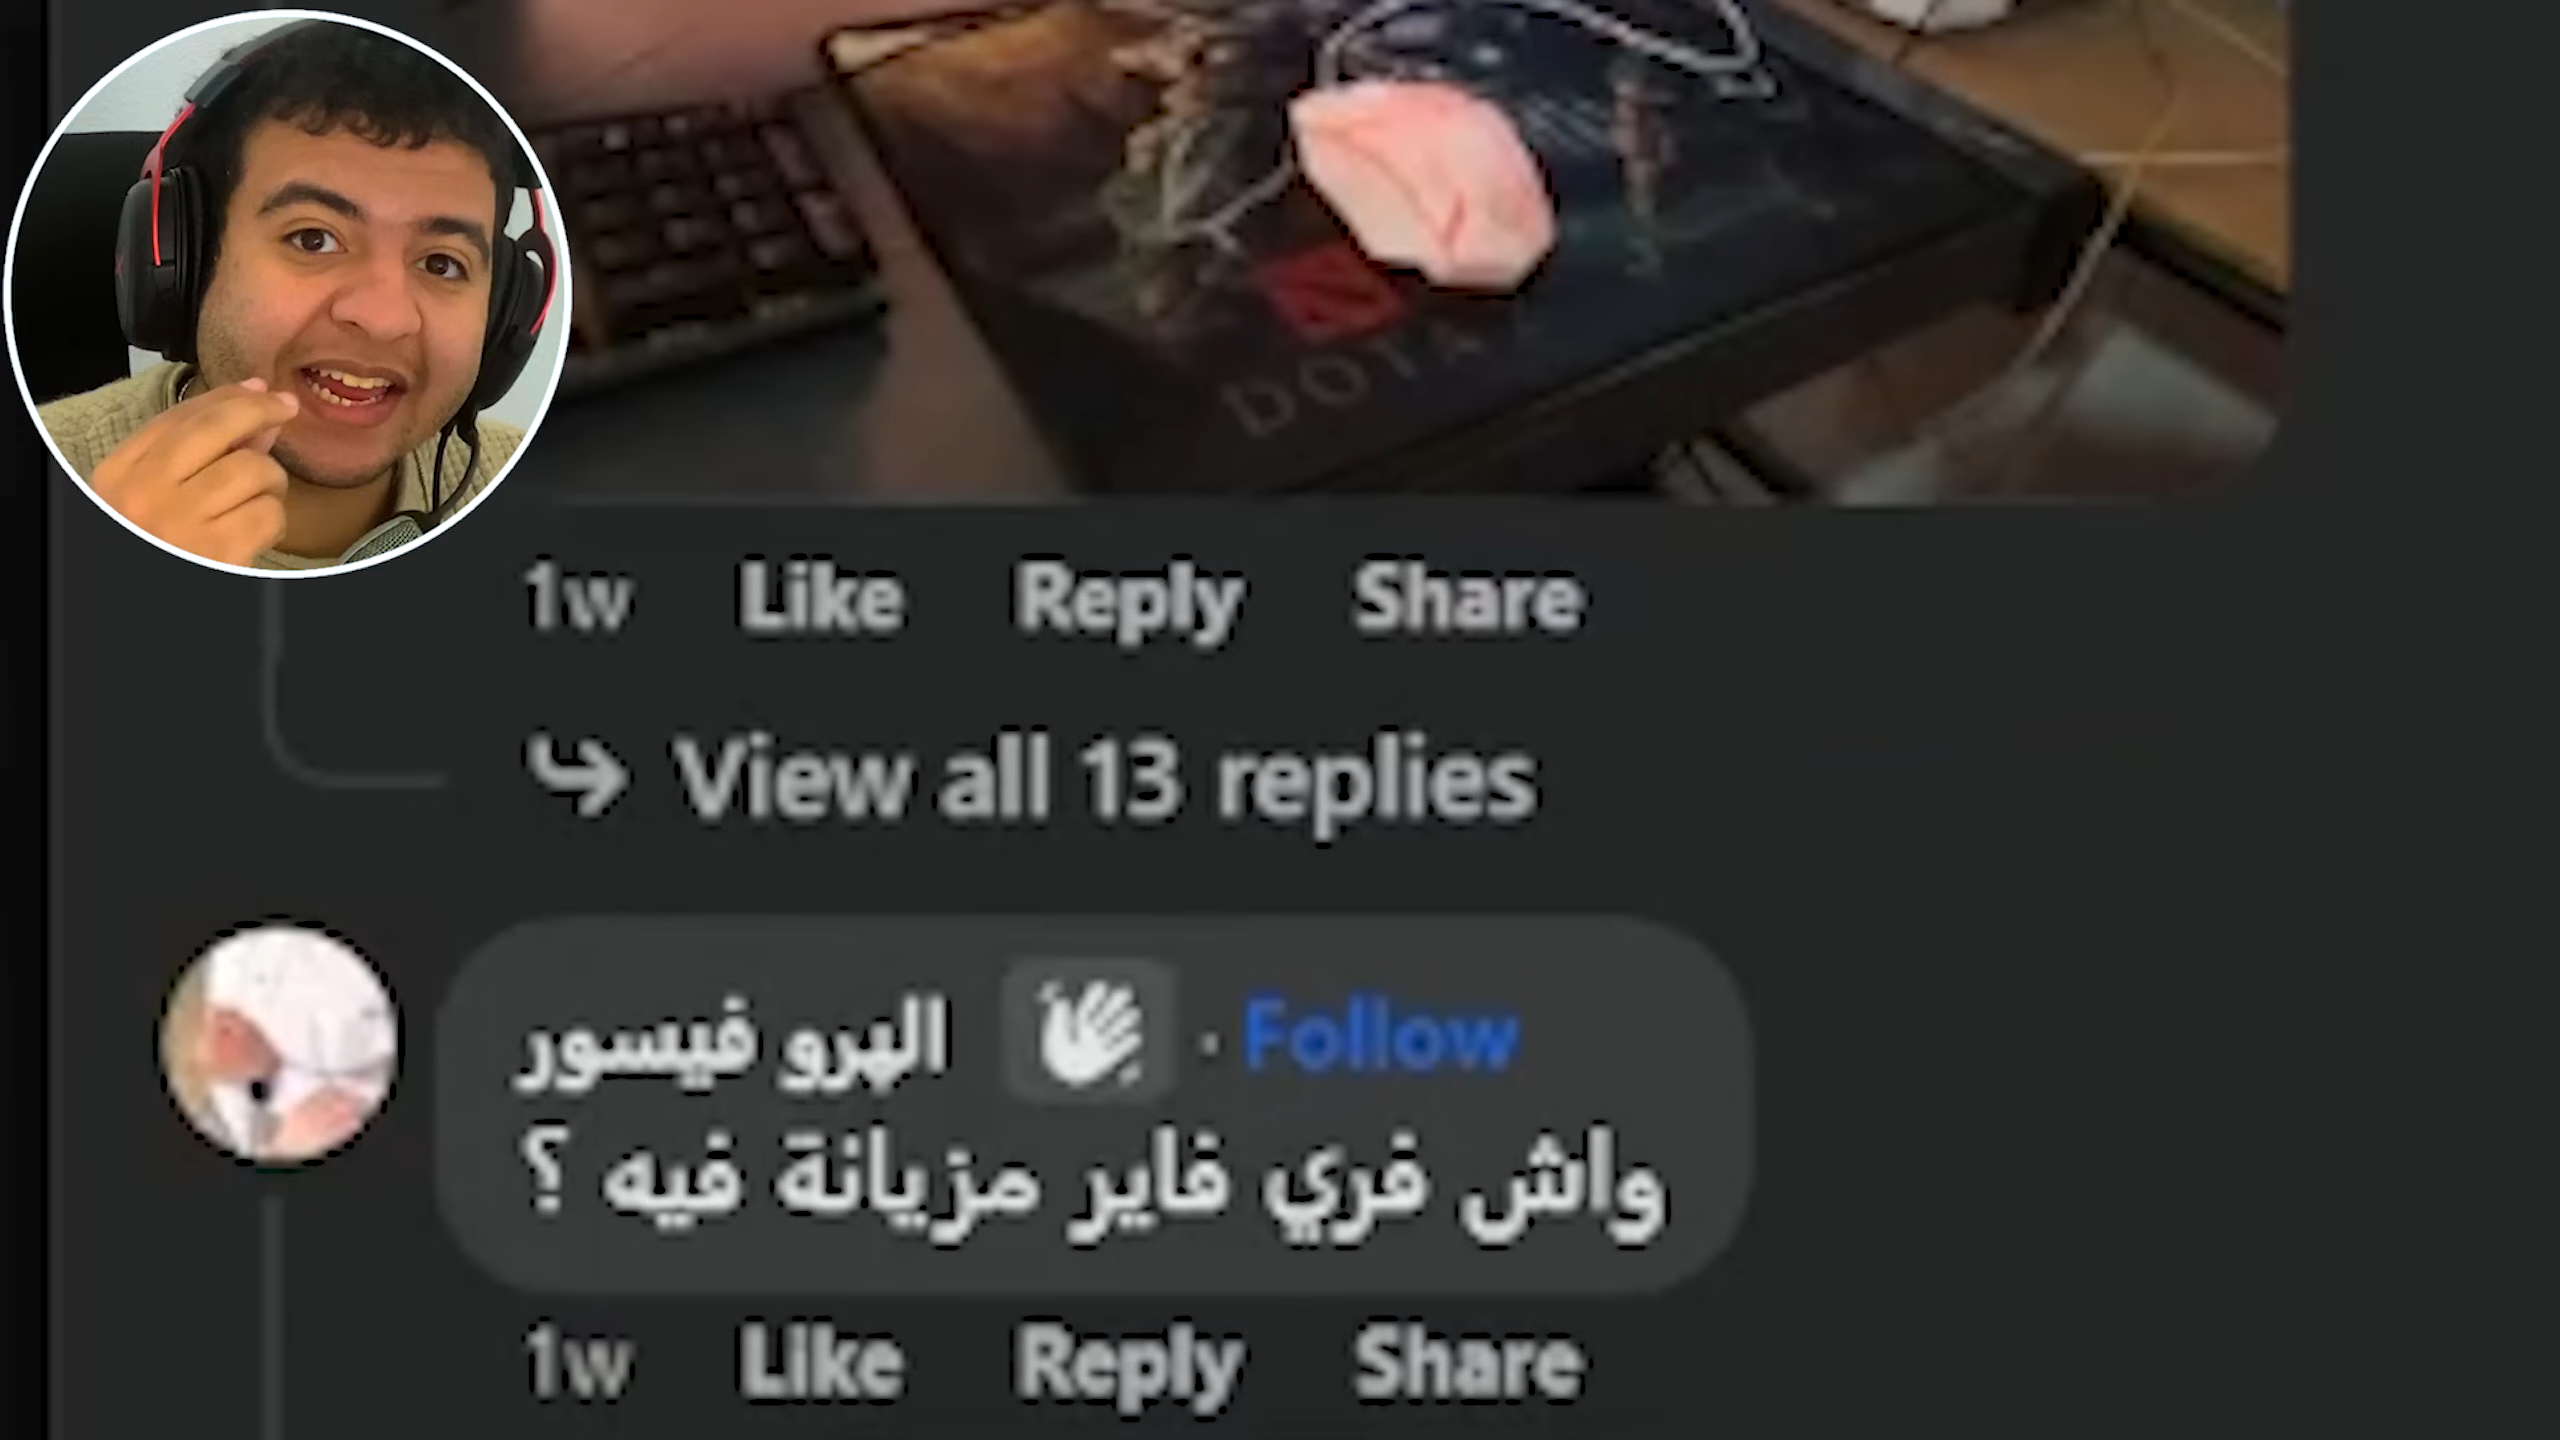 DOTA
1w Like Reply Share
View all 13 replies
الهرو فيسور · Follow
واش فري فاير مزيانة فيه ؟
1w Like Reply Share